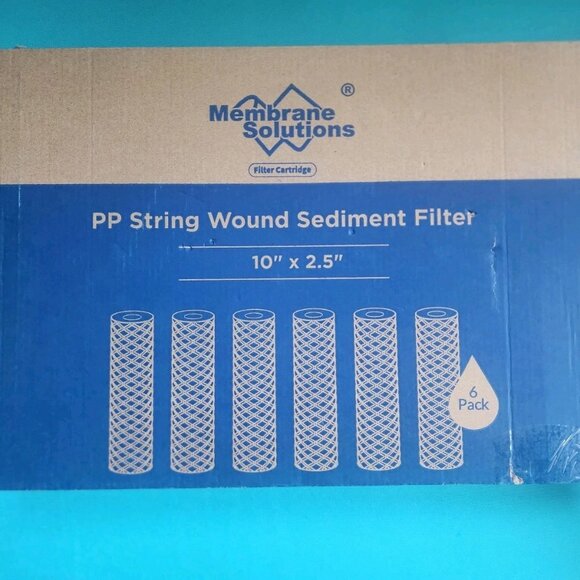 Membrane
Solutions
®
Filter Cartridge
PP String Wound Sediment Filter
10" x 2.5"
6
Pack